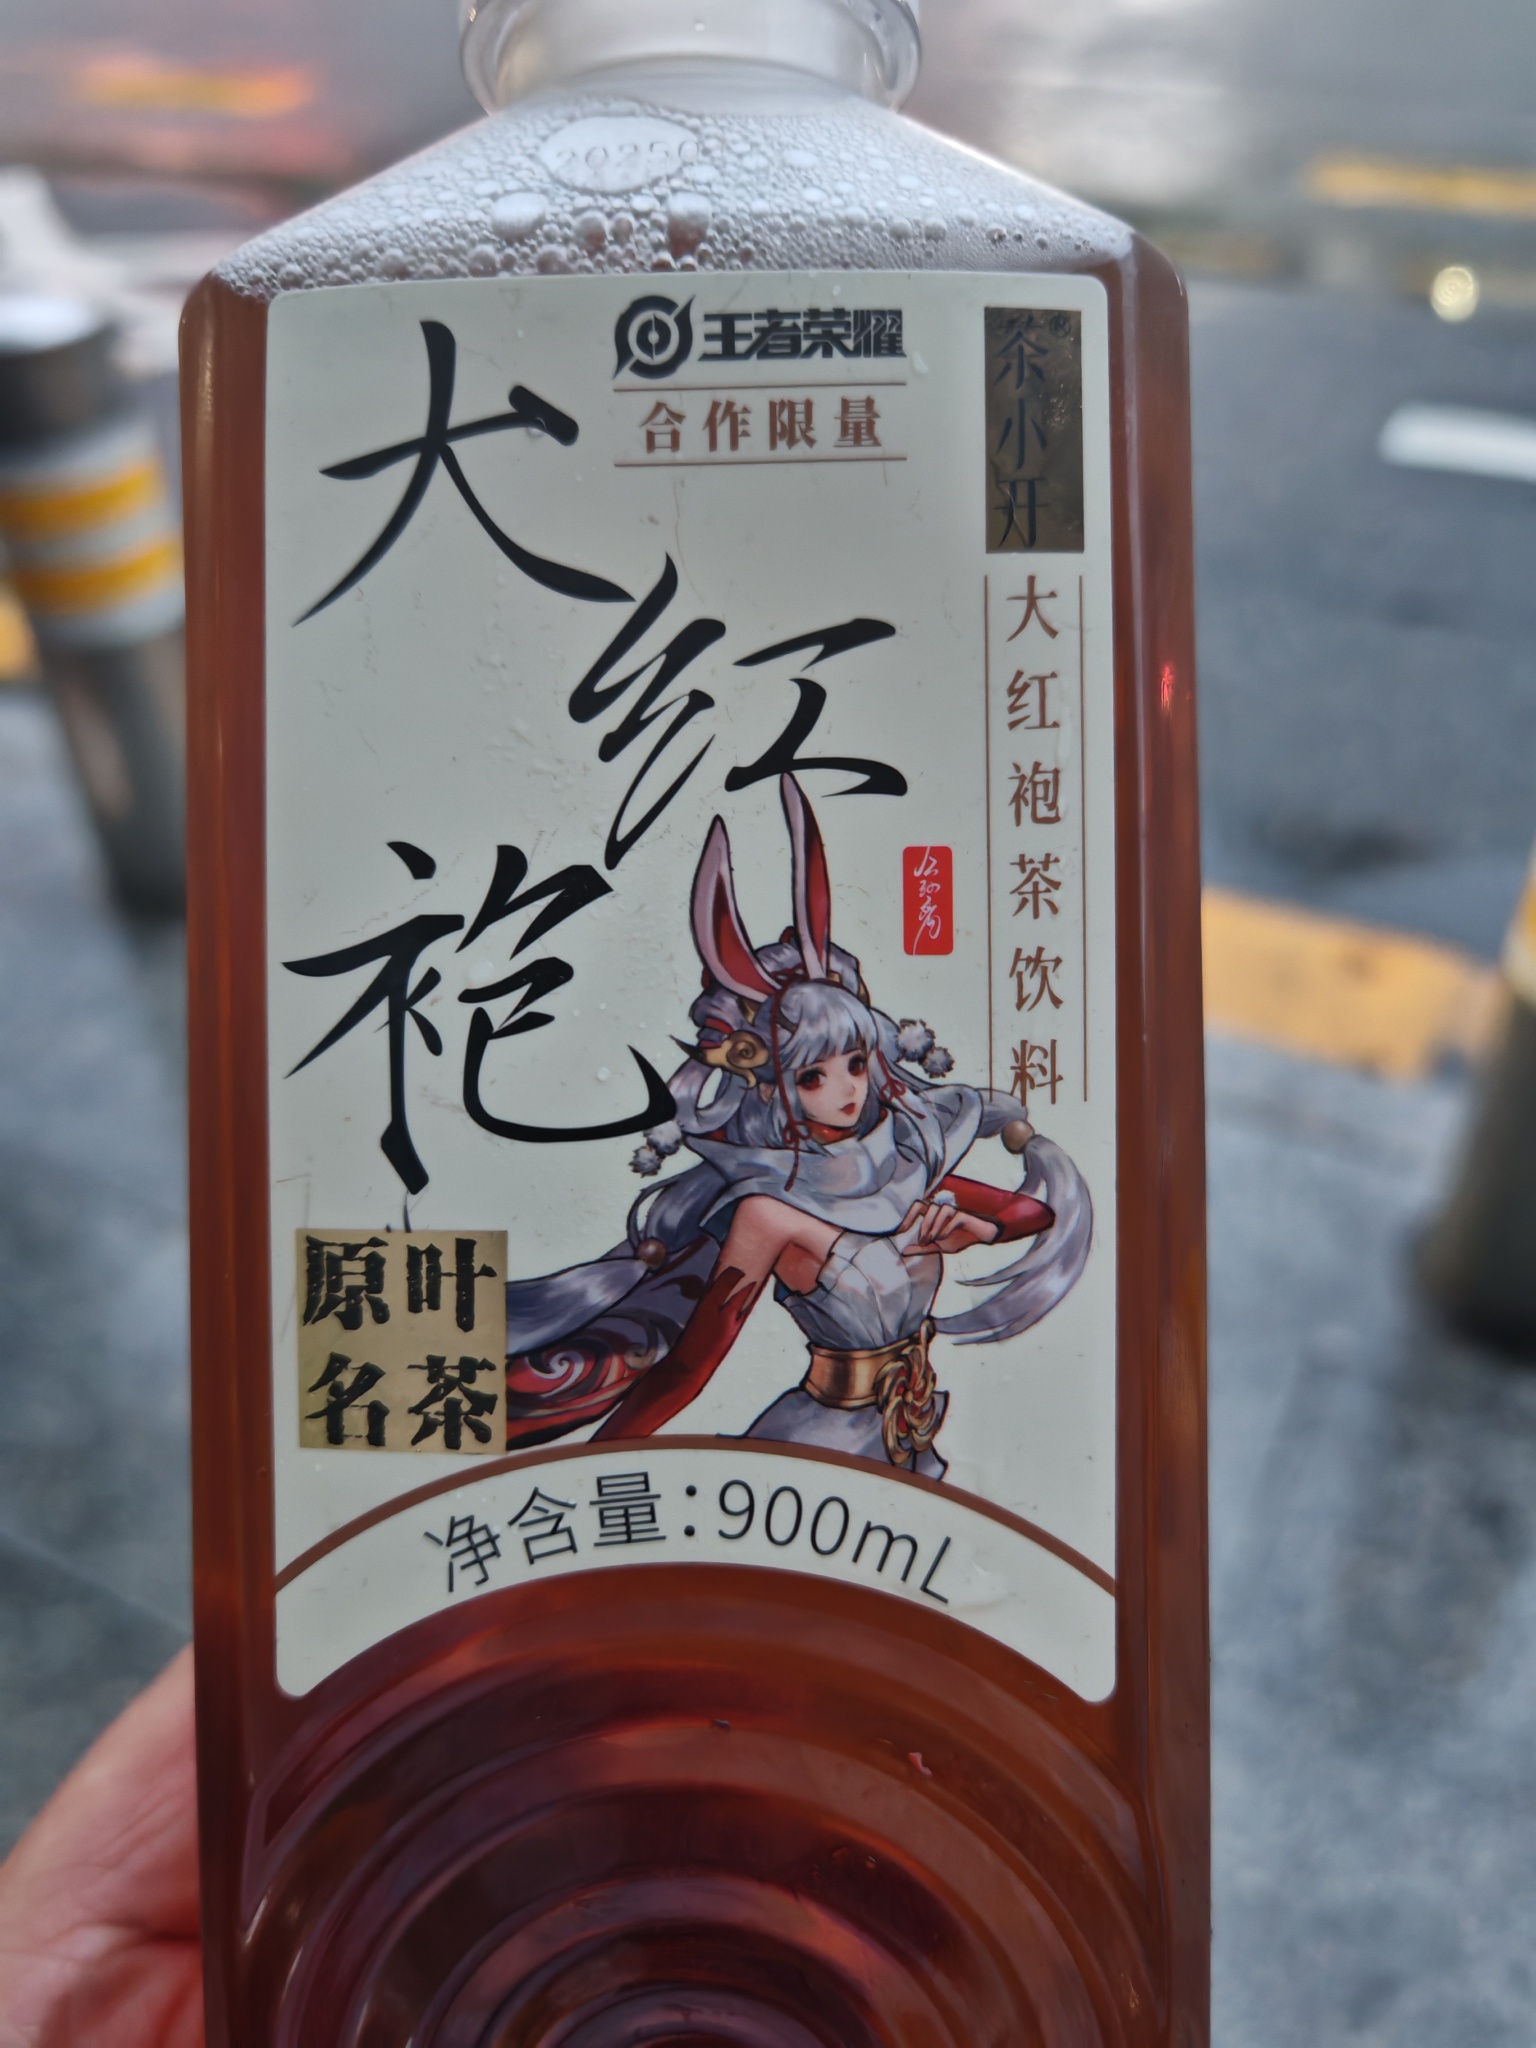 20250
王者荣耀
合作限量
茶小开®
大红袍
大红袍茶饮料
原叶
名茶
净含量:900mL